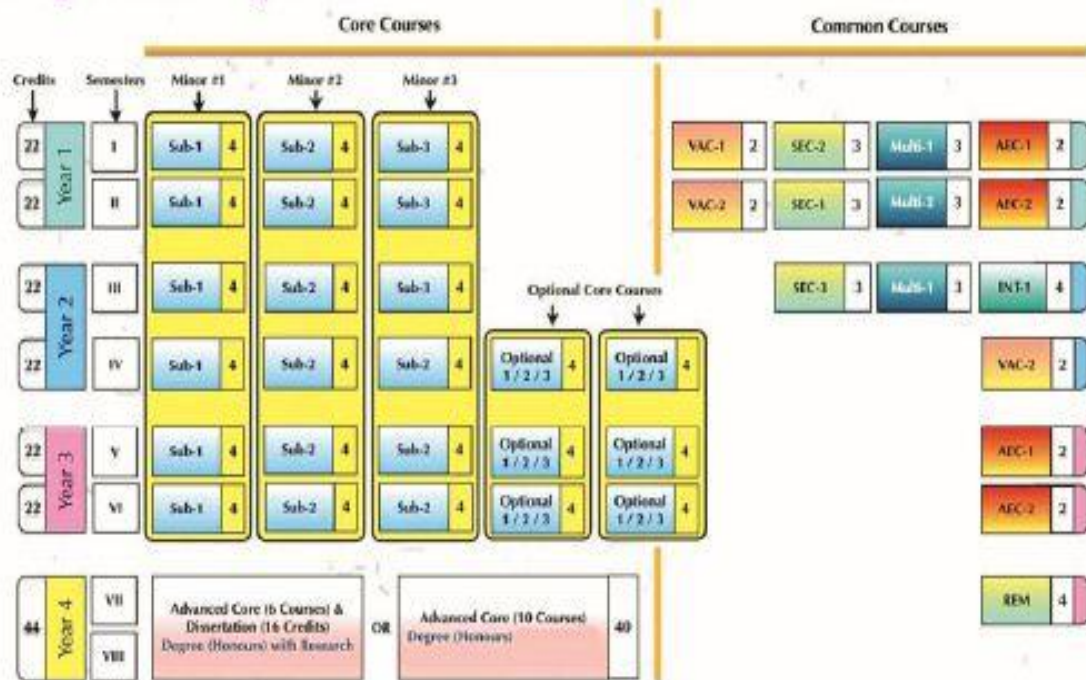 Core Courses
Common Courses
Credits Semesters Minor #1 Minor #2 Minor #3
22 Year 1 I Sub-1 4 Sub-2 4 Sub-3 4 VAC-1 2 SEC-2 3 Multi-1 3 AEC-1 2
22 II Sub-1 4 Sub-2 4 Sub-3 4 VAC-2 2 SEC-1 3 Multi-2 3 AEC-2 2
22 Year 2 III Sub-1 4 Sub-2 4 Sub-3 4 SEC-3 3 Multi-1 3 INT-1 4
Optional Core Courses
22 IV Sub-1 4 Sub-2 4 Sub-2 4 Optional 1 / 2 / 3 4 Optional 1 / 2 / 3 4 VAC-2 2
22 Year 3 V Sub-1 4 Sub-2 4 Sub-2 4 Optional 1 / 2 / 3 4 Optional 1 / 2 / 3 4 AEC-1 2
22 VI Sub-1 4 Sub-2 4 Sub-2 4 Optional 1 / 2 / 3 4 Optional 1 / 2 / 3 4 AEC-2 2
44 Year 4 VII VIII
Advanced Core (6 Courses) &
Dissertation (16 Credits)
Degree (Honours) with Research
OR
Advanced Core (10 Courses)
Degree (Honours)
40
REM 4